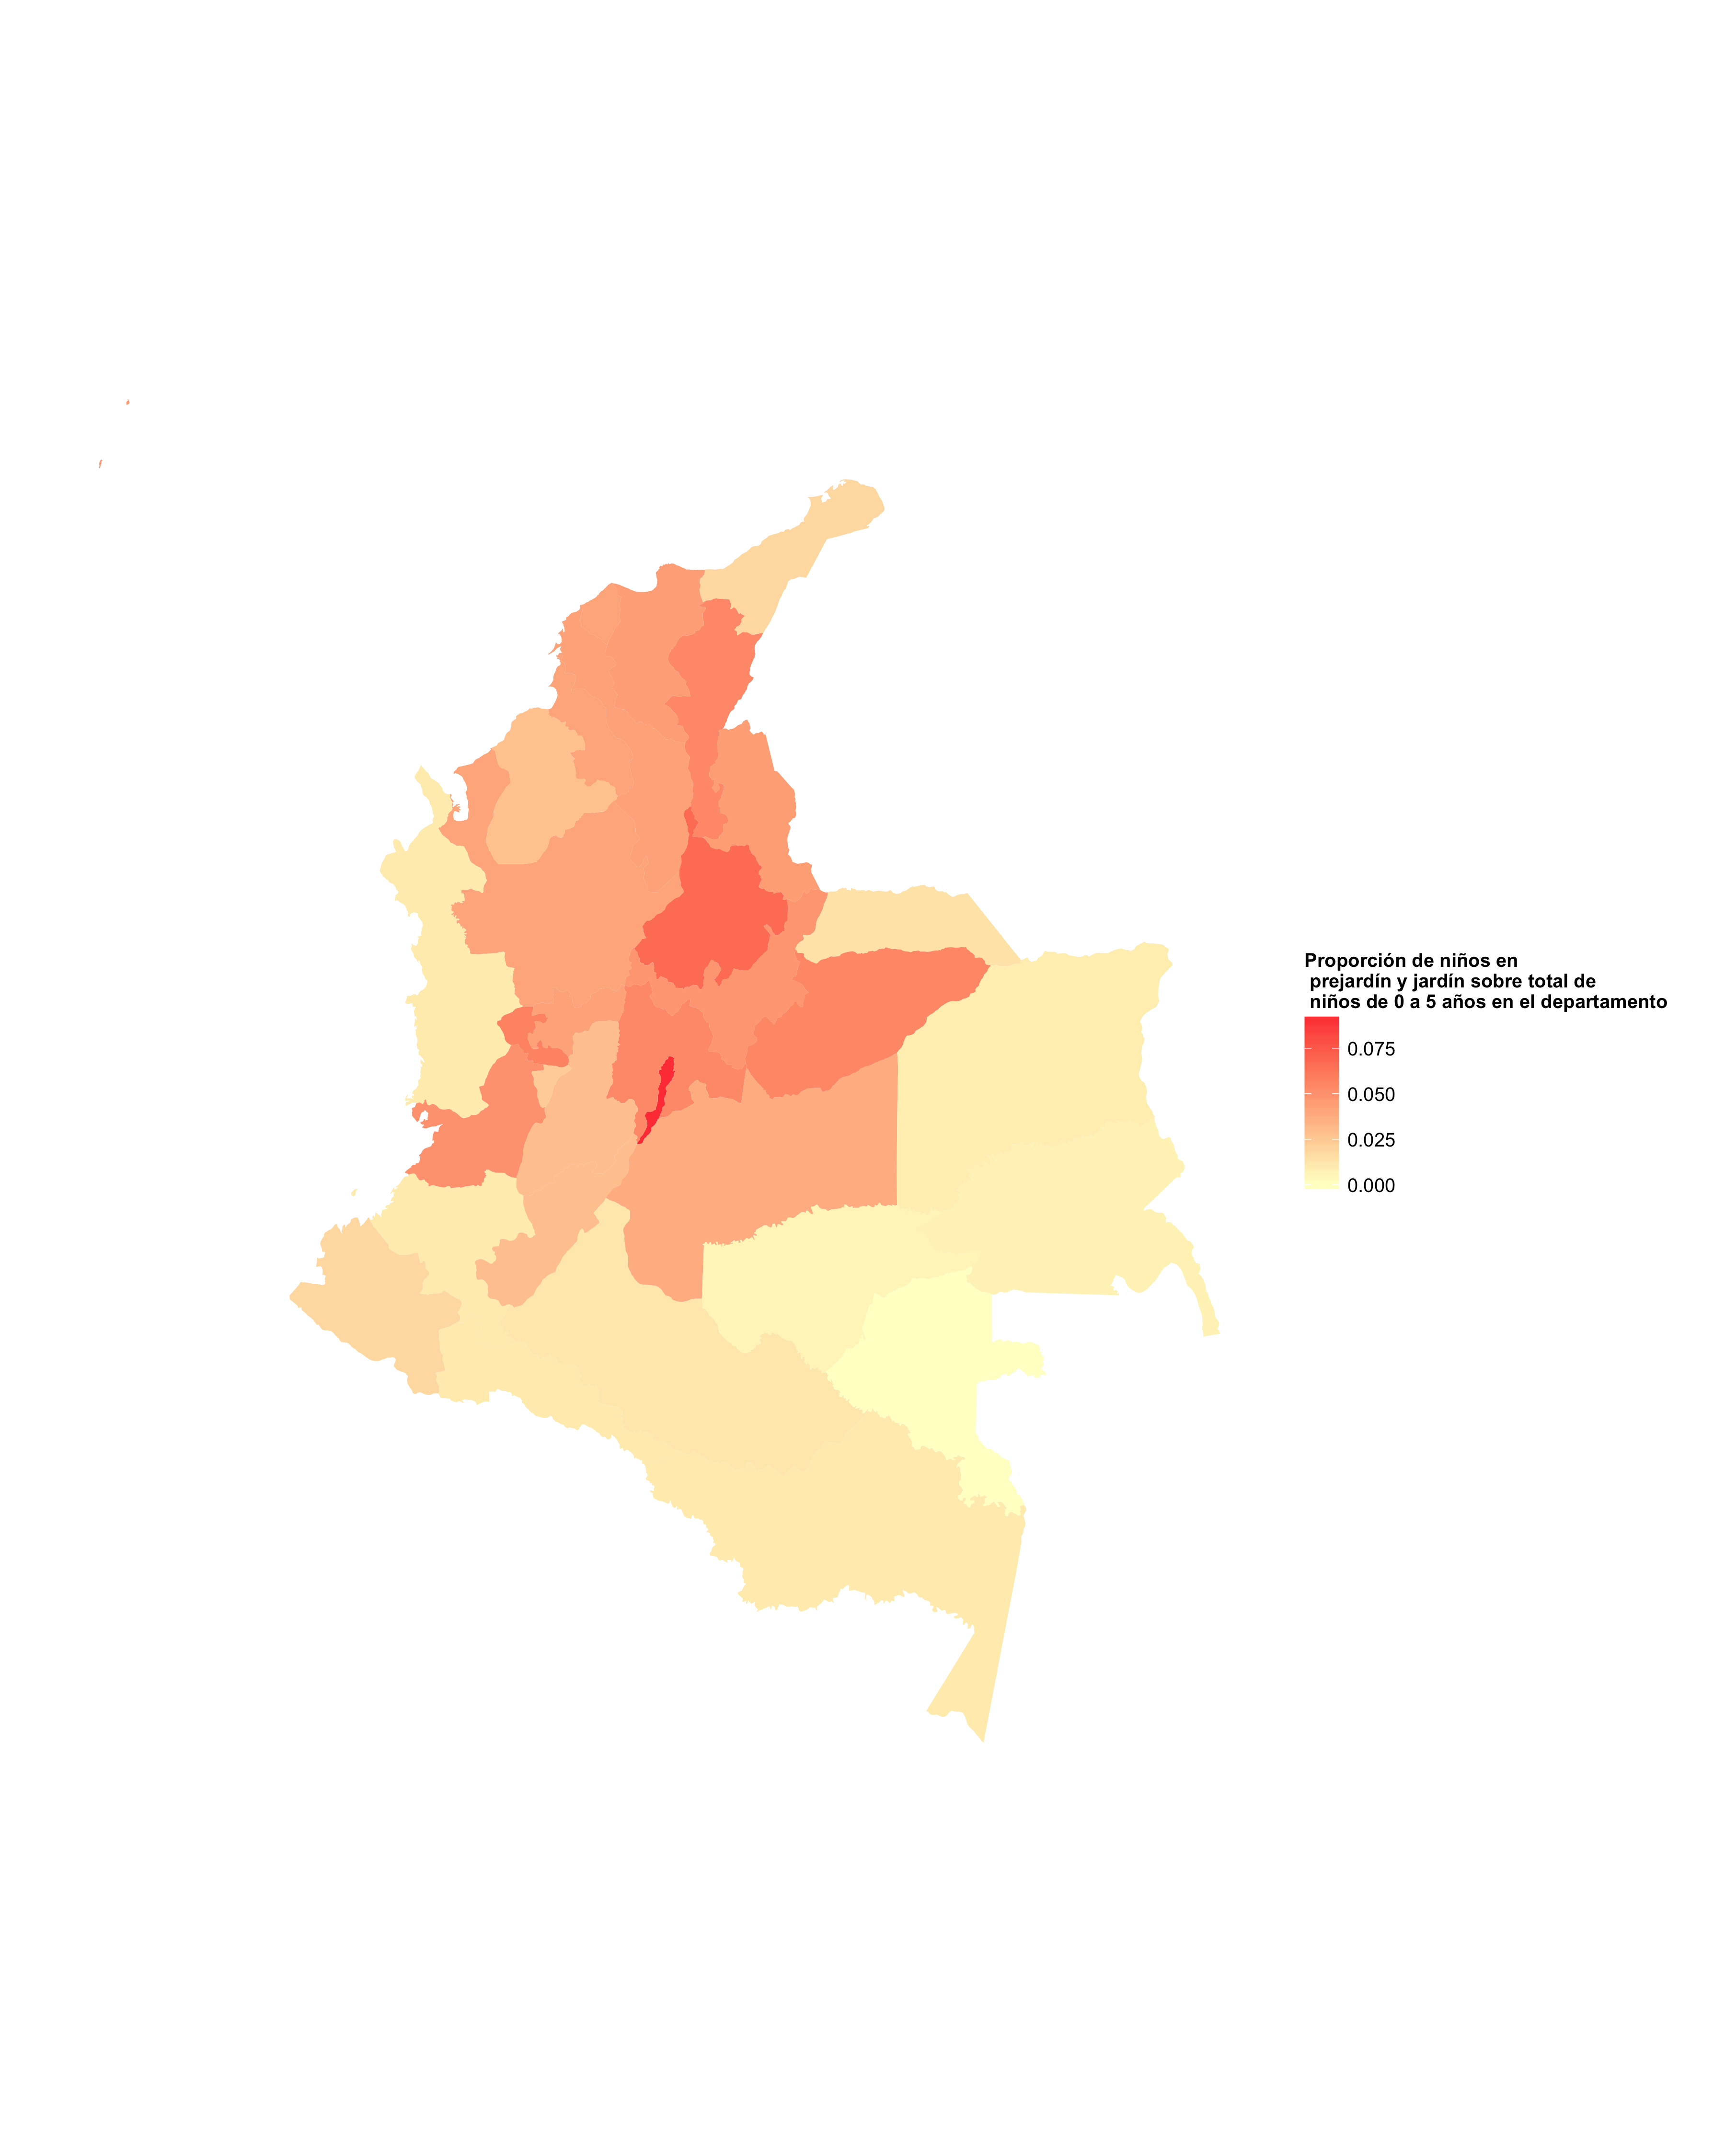 Proporción de niños en
prejardín y jardín sobre total de
niños de 0 a 5 años en el departamento
0.075
0.050
0.025
0.000